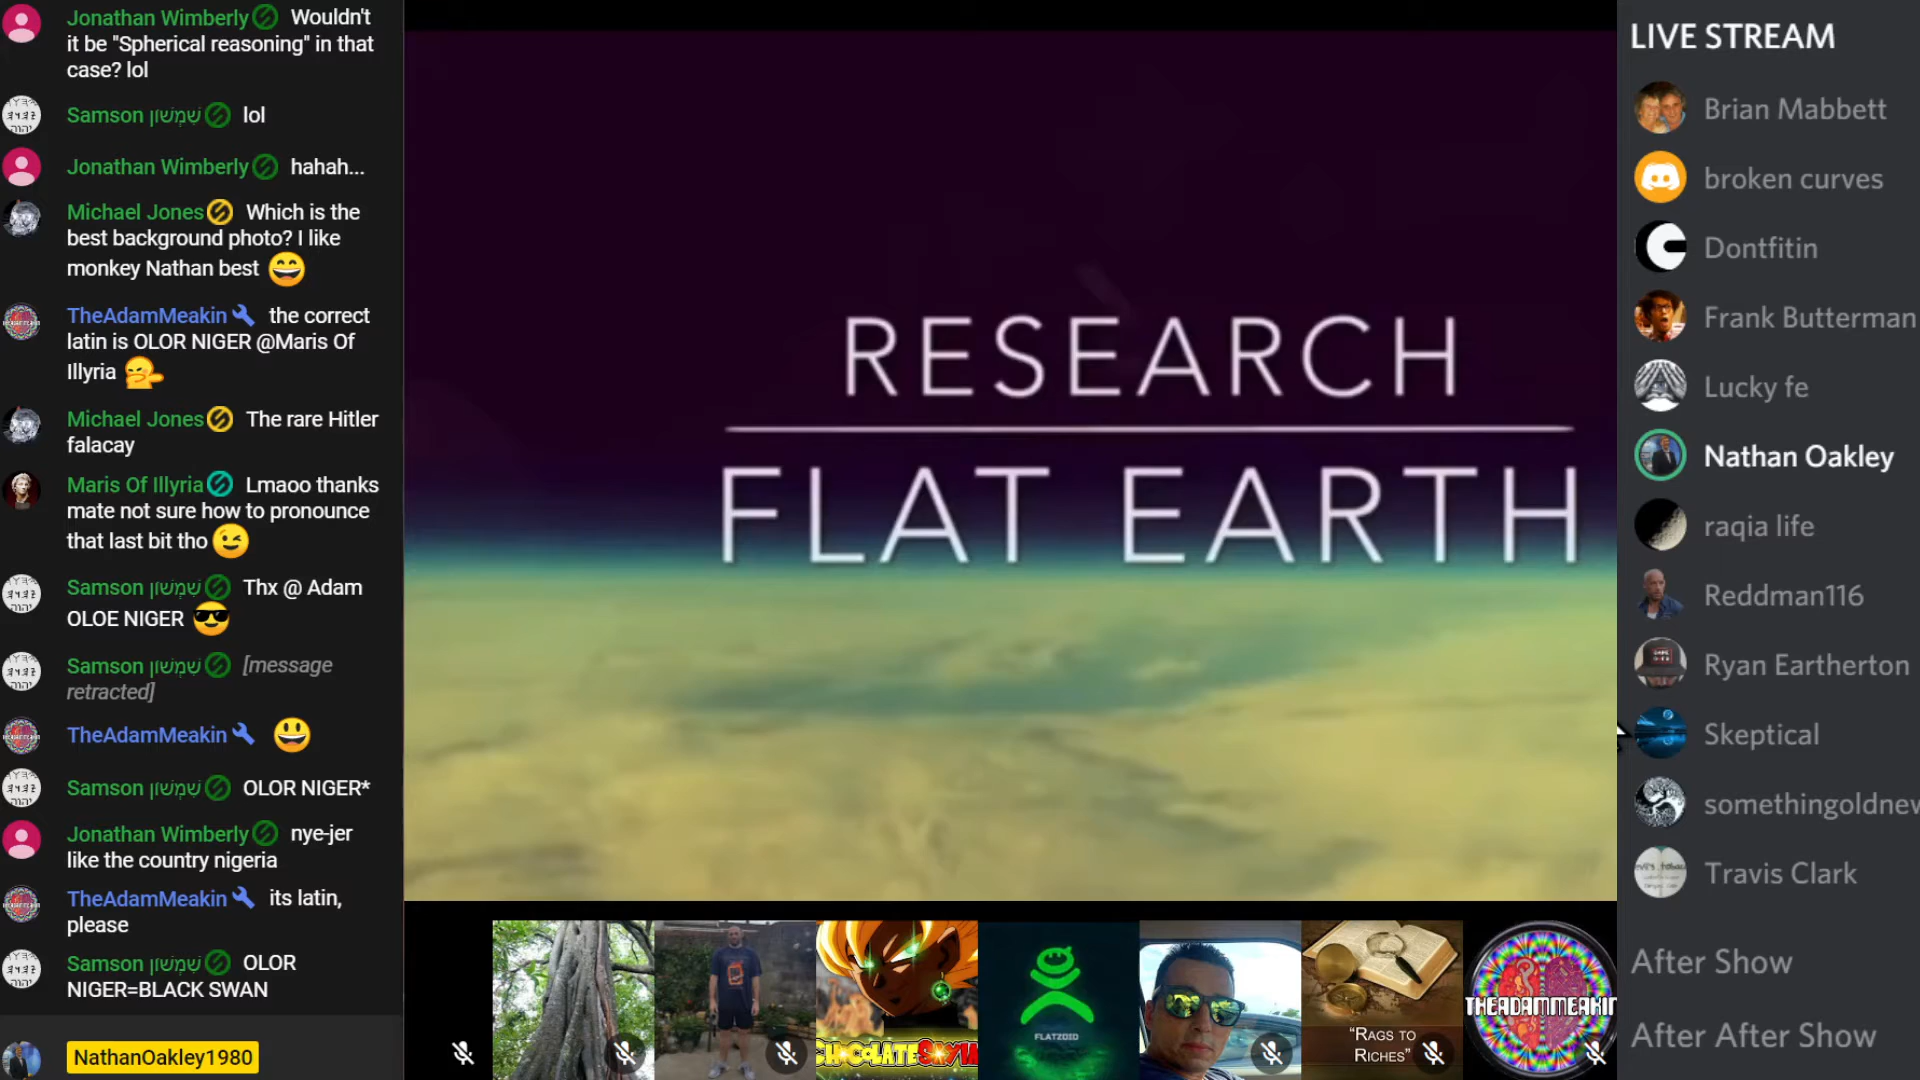 Jonathan Wimberly Wouldn't
it be "Spherical reasoning" in that
case? lol
Samson שִׁמְשׁוֹן lol
Jonathan Wimberly hahah...
Michael Jones Which is the
best background photo? I like
monkey Nathan best 😄
TheAdamMeakin the correct
latin is OLOR NIGER @Maris Of
Illyria
Michael Jones The rare Hitler
falacay
Maris Of Illyria Lmaoo thanks
mate not sure how to pronounce
that last bit tho 😉
Samson שִׁמְשׁוֹן Thx @ Adam
OLOE NIGER 😎
Samson שִׁמְשׁוֹן [message
retracted]
TheAdamMeakin 😃
Samson שִׁמְשׁוֹן OLOR NIGER*
Jonathan Wimberly nye-jer
like the country nigeria
TheAdamMeakin its latin,
please
Samson שִׁמְשׁוֹן OLOR
NIGER=BLACK SWAN
NathanOakley1980
RESEARCH
FLAT EARTH
FLATZOID
"RAGS TO
RICHES"
THEADAMMEAKIN
LIVE STREAM
Brian Mabbett
broken curves
Dontfitin
Frank Butterman
Lucky fe
Nathan Oakley
raqia life
Reddman116
Ryan Eartherton
Skeptical
somethingoldnew
Travis Clark
After Show
After After Show